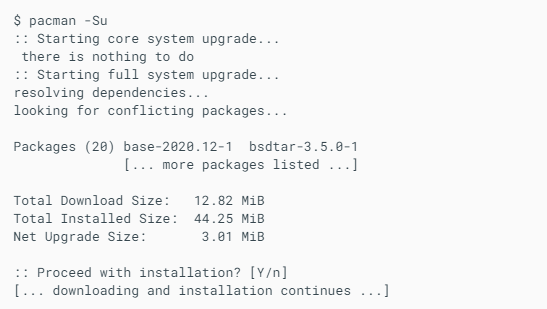 $ pacman -Su
:: Starting core system upgrade...
 there is nothing to do
:: Starting full system upgrade...
resolving dependencies...
looking for conflicting packages...

Packages (20) base-2020.12-1  bsdtar-3.5.0-1
              [... more packages listed ...]

Total Download Size:   12.82 MiB
Total Installed Size:  44.25 MiB
Net Upgrade Size:       3.01 MiB

:: Proceed with installation? [Y/n]
[... downloading and installation continues ...]